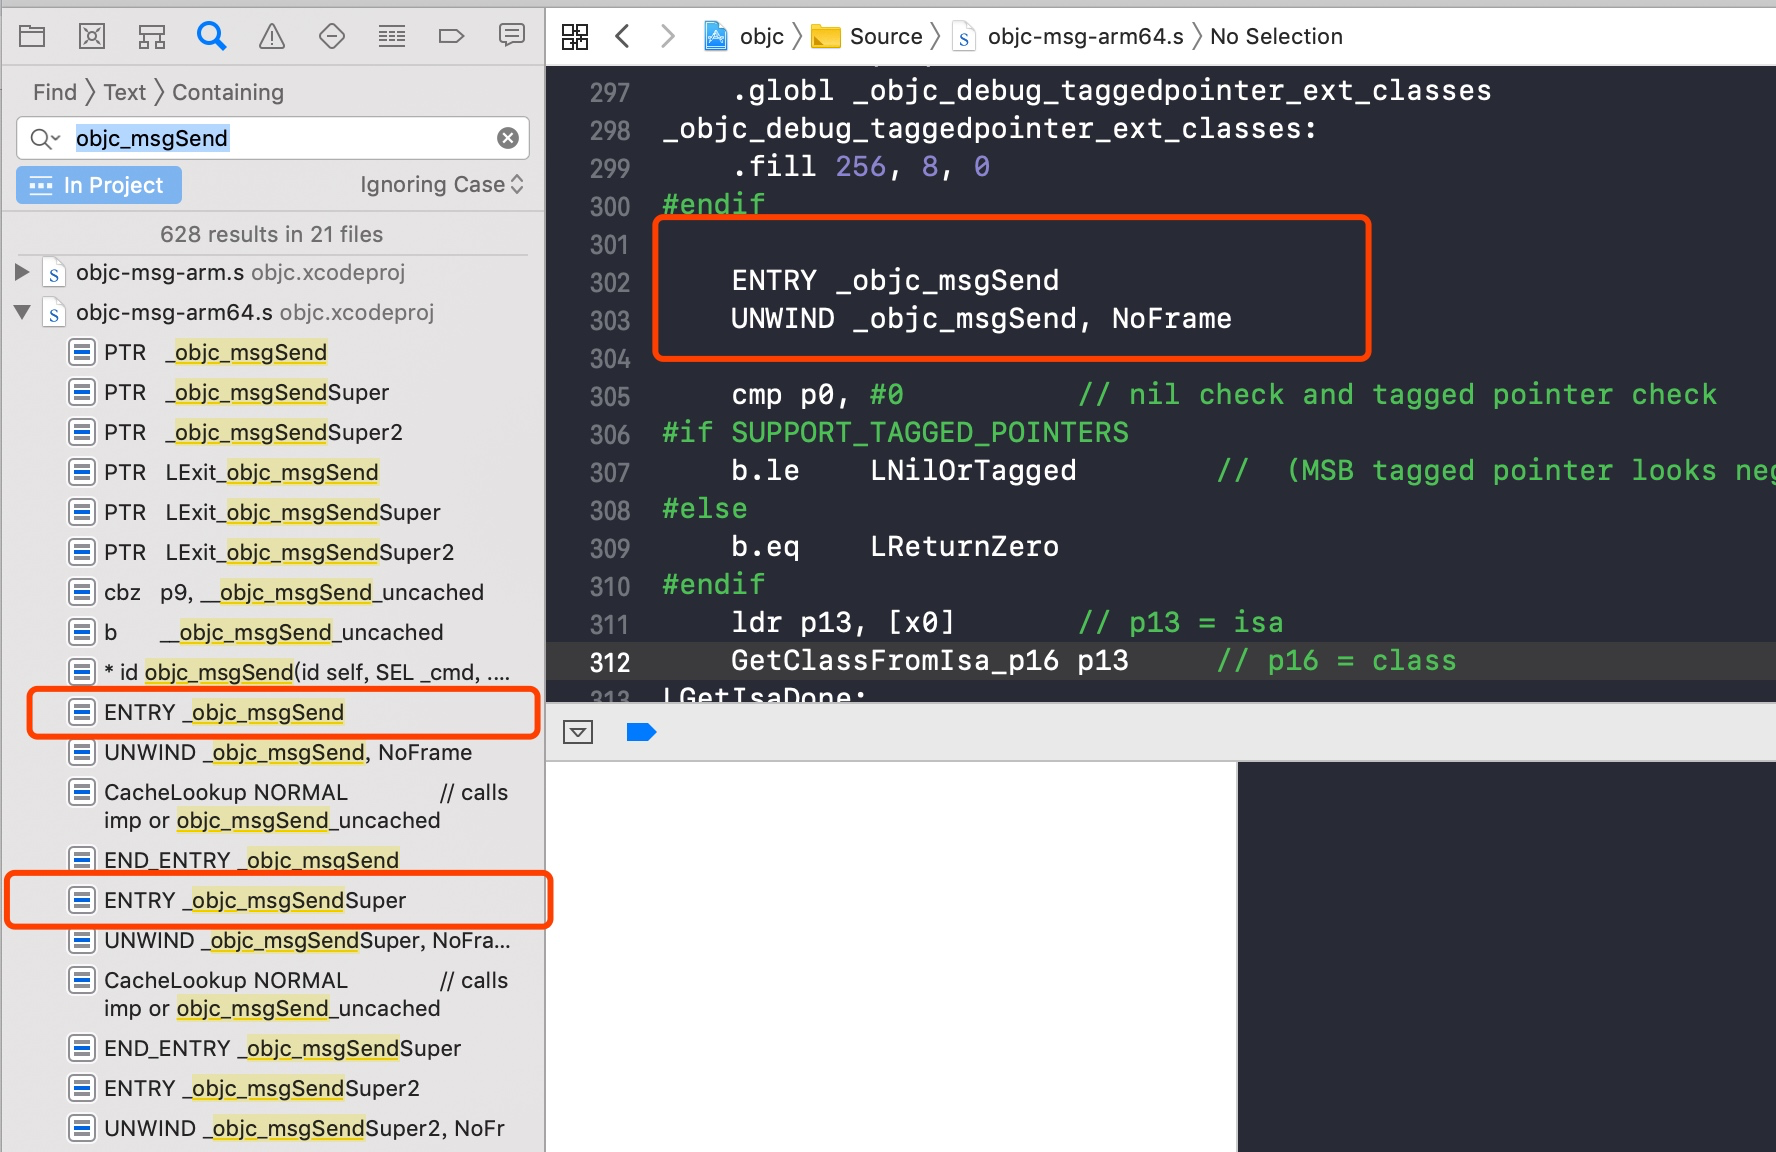 Find 〉Text 〉Containing
objc_msgSend
In Project
Ignoring Case
628 results in 21 files
objc-msg-arm.s objc.xcodeproj
objc-msg-arm64.s objc.xcodeproj
PTR _objc_msgSend
PTR _objc_msgSendSuper
PTR _objc_msgSendSuper2
PTR LExit_objc_msgSend
PTR LExit_objc_msgSendSuper
PTR LExit_objc_msgSendSuper2
cbz p9, __objc_msgSend_uncached
b __objc_msgSend_uncached
* id objc_msgSend(id self, SEL _cmd, ....
ENTRY _objc_msgSend
UNWIND _objc_msgSend, NoFrame
CacheLookup NORMAL // calls
imp or objc_msgSend_uncached
END_ENTRY _objc_msgSend
ENTRY _objc_msgSendSuper
UNWIND _objc_msgSendSuper, NoFra...
CacheLookup NORMAL // calls
imp or objc_msgSend_uncached
END_ENTRY _objc_msgSendSuper
ENTRY _objc_msgSendSuper2
UNWIND _objc_msgSendSuper2, NoFr
objc 〉Source 〉objc-msg-arm64.s 〉No Selection
297 .globl _objc_debug_taggedpointer_ext_classes
298 _objc_debug_taggedpointer_ext_classes:
299 .fill 256, 8, 0
300 #endif
301
302 ENTRY _objc_msgSend
303 UNWIND _objc_msgSend, NoFrame
304
305 cmp p0, #0 // nil check and tagged pointer check
306 #if SUPPORT_TAGGED_POINTERS
307 b.le LNilOrTagged // (MSB tagged pointer looks neg
308 #else
309 b.eq LReturnZero
310 #endif
311 ldr p13, [x0] // p13 = isa
312 GetClassFromIsa_p16 p13 // p16 = class
313 LGetIsaDone: